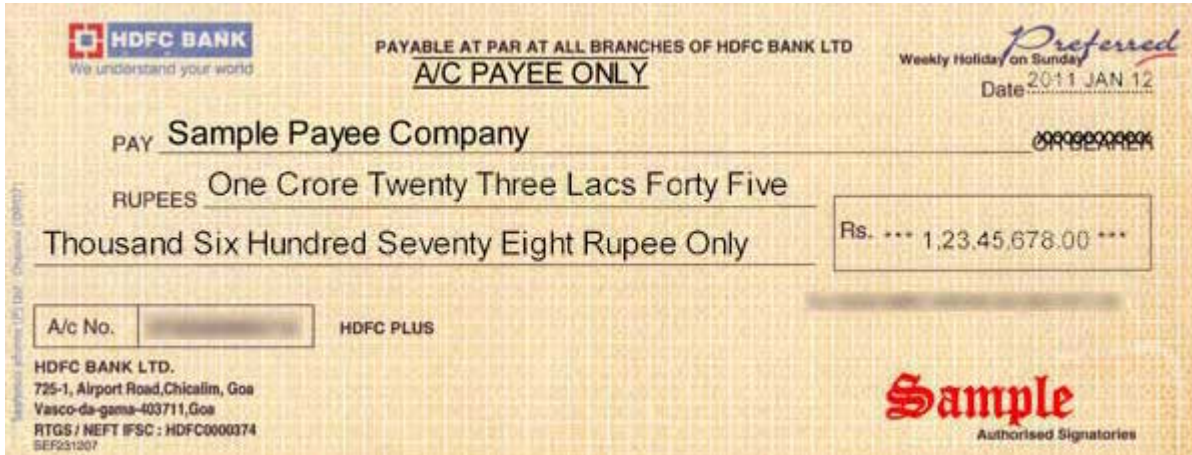 HDFC BANK
We understand your world
PAYABLE AT PAR AT ALL BRANCHES OF HDFC BANK LTD
A/C PAYEE ONLY
Preferred
Weekly Holiday on Sunday
Date 2011 JAN 12
PAY Sample Payee Company OR BEARER
RUPEES One Crore Twenty Three Lacs Forty Five
Thousand Six Hundred Seventy Eight Rupee Only
Rs. *** 1,23,45,678.00 ***
A/c No. HDFC PLUS
HDFC BANK LTD.
725-1, Airport Road,Chicalim, Goa
Vasco-da-gama-403711,Goa
RTGS / NEFT IFSC : HDFC0000374
SEF231207
Sample
Authorised Signatories